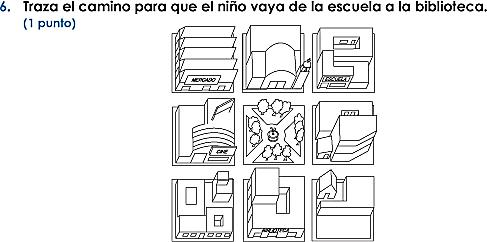 6. Traza el camino para que el niño vaya de la escuela a la biblioteca.
(1 punto)
MERCADO
ESCUELA
CINE
BIBLIOTECA